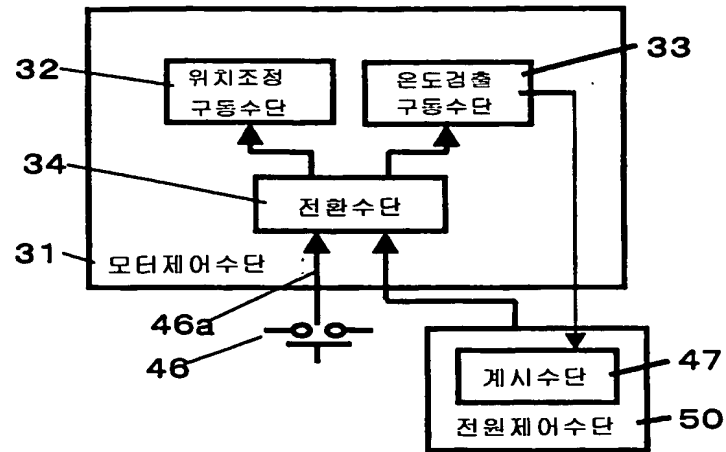 32
위치조정
구동수단
온도검출
구동수단
33
34
전환수단
31
모터제어수단
46a
46
계시수단
47
전원제어수단
50